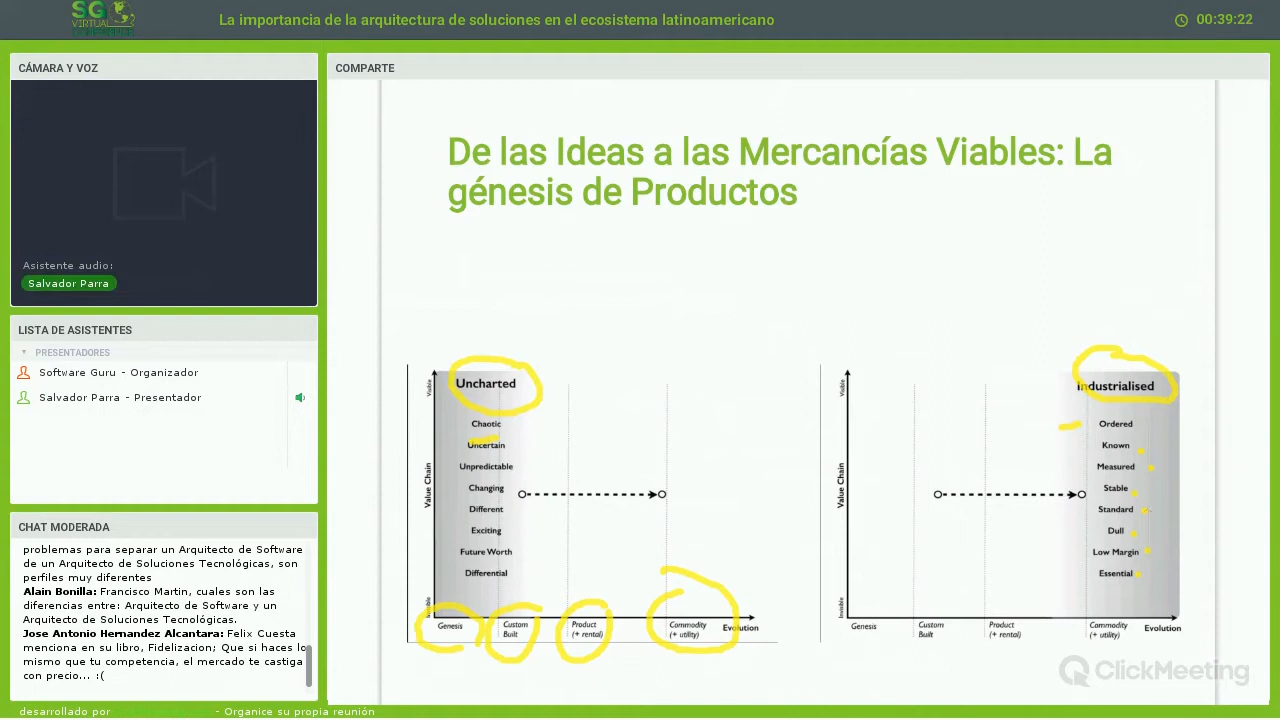 SG
VIRTUAL
La importancia de la arquitectura de soluciones en el ecosistema latinoamericano
00:39:22
CÁMARA Y VOZ
Asistente audio:
Salvador Parra
LISTA DE ASISTENTES
PRESENTADORES
Software Guru - Organizador
Salvador Parra - Presentador
CHAT MODERADA
problemas para separar un Arquitecto de Software
de un Arquitecto de Soluciones Tecnológicas, son
perfiles muy diferentes
Alain Bonilla: Francisco Martin, cuales son las
diferencias entre: Arquitecto de Software y un
Arquitecto de Soluciones Tecnológicas.
Jose Antonio Hernandez Alcantara: Felix Cuesta
menciona en su libro, Fidelizacion; Que si haces lo
mismo que tu competencia, el mercado te castiga
con precio... :(
COMPARTE
De las Ideas a las Mercancías Viables: La
génesis de Productos
Visible
Value Chain
Invisible
Uncharted
Chaotic
Uncertain
Unpredictable
Changing
Different
Exciting
Future Worth
Differential
Genesis
Custom
Built
Product
(+ rental)
Commodity
(+ utility)
Evolution
Visible
Value Chain
Invisible
Industrialised
Ordered
Known
Measured
Stable
Standard
Dull
Low Margin
Essential
Genesis
Custom
Built
Product
(+ rental)
Commodity
(+ utility)
Evolution
ClickMeeting
desarrollado por
- Organice su propia reunión